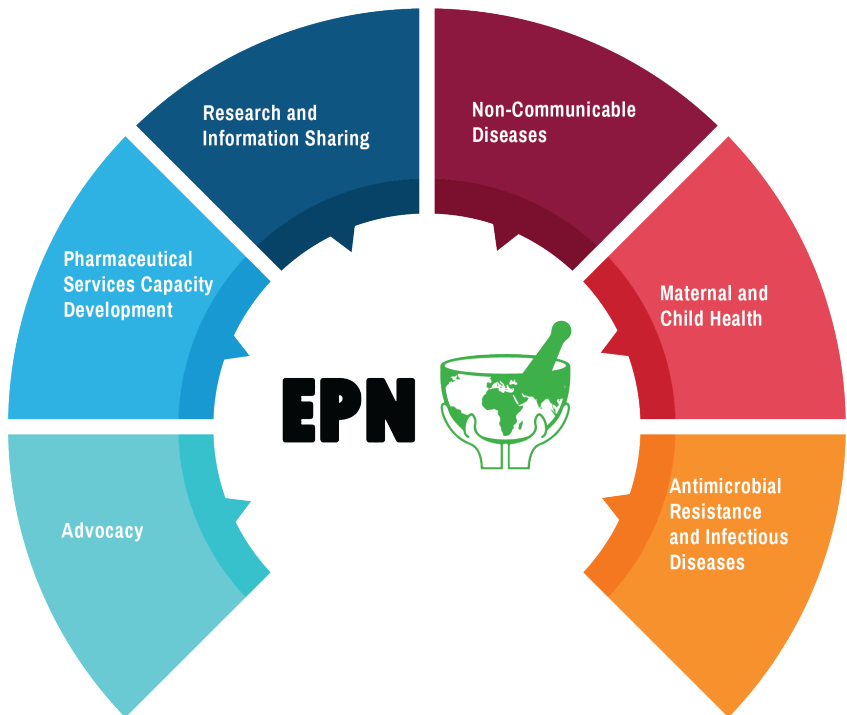 Research and
Information Sharing
Non-Communicable
Diseases
Pharmaceutical
Services Capacity
Development
Maternal and
Child Health
EPN
Advocacy
Antimicrobial
Resistance
and Infectious
Diseases